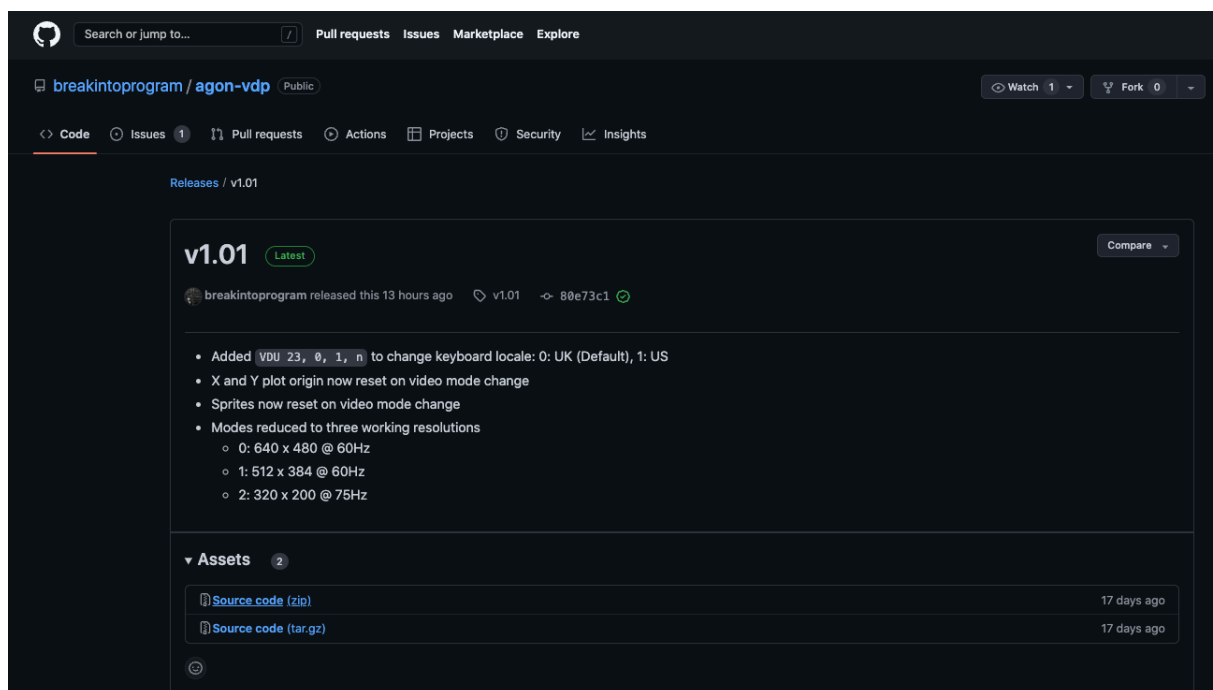 Search or jump to... / Pull requests Issues Marketplace Explore
breakintoprogram / agon-vdp Public Watch 1 Fork 0
<> Code Issues 1 Pull requests Actions Projects Security Insights
Releases / v1.01
v1.01 Latest Compare
breakintoprogram released this 13 hours ago v1.01 80e73c1
• Added VDU 23, 0, 1, n to change keyboard locale: 0: UK (Default), 1: US
• X and Y plot origin now reset on video mode change
• Sprites now reset on video mode change
• Modes reduced to three working resolutions
◦ 0: 640 x 480 @ 60Hz
◦ 1: 512 x 384 @ 60Hz
◦ 2: 320 x 200 @ 75Hz
Assets 2
Source code (zip) 17 days ago
Source code (tar.gz) 17 days ago